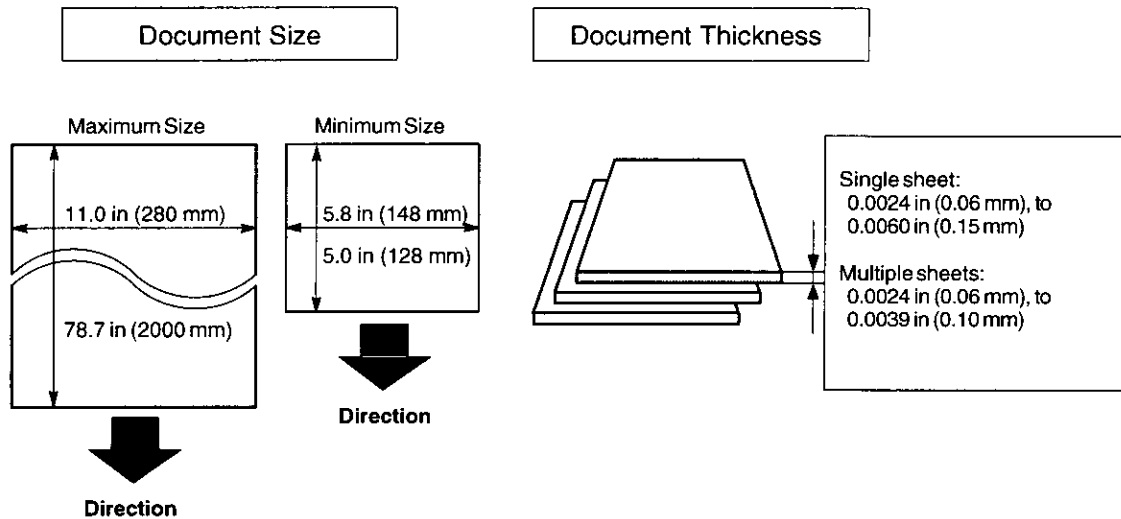 Document Size
Document Thickness
Maximum Size
11.0 in (280 mm)
78.7 in (2000 mm)
Direction
Minimum Size
5.8 in (148 mm)
5.0 in (128 mm)
Direction
Single sheet:
0.0024 in (0.06 mm), to
0.0060 in (0.15 mm)
Multiple sheets:
0.0024 in (0.06 mm), to
0.0039 in (0.10 mm)